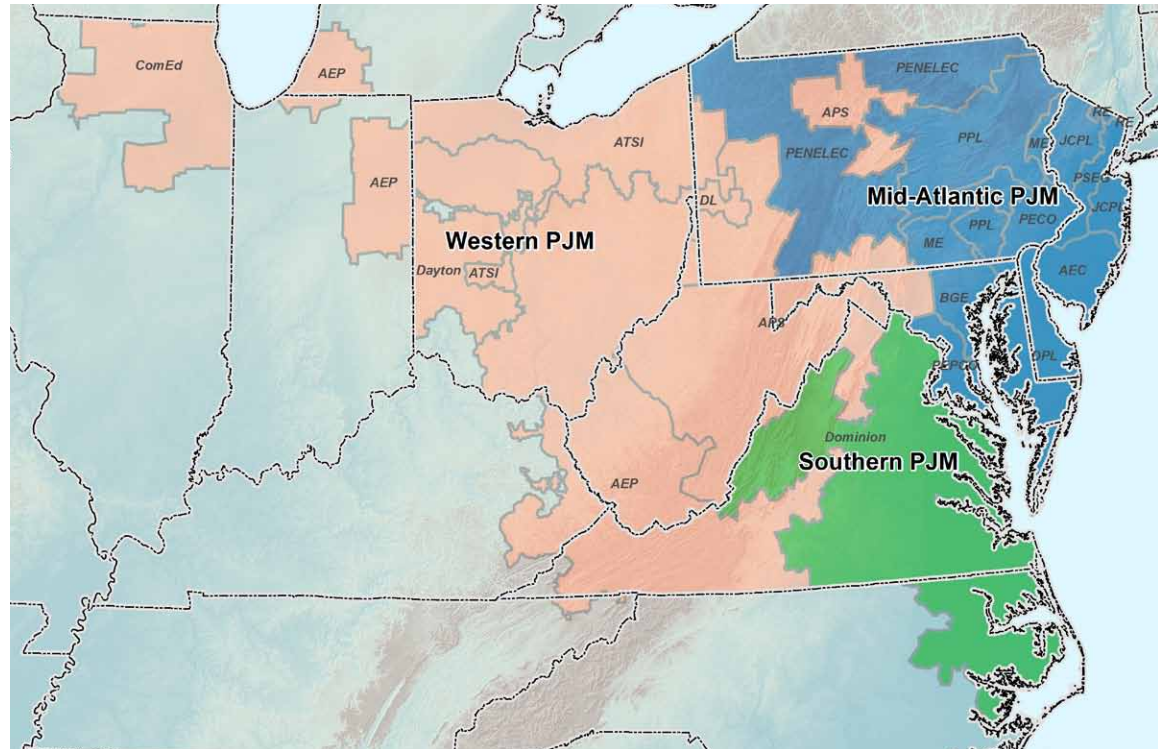 ComEd
AEP
PENELEC
APS
RE
RE
ATSI
PPL
ME
JCPL
PENELEC
AEP
PSEG
DL
Mid-Atlantic PJM
JCPL
PPL
PECO
Western PJM
ME
Dayton
ATSI
AEC
BGE
APS
DPL
PEPCO
Dominion
Southern PJM
AEP